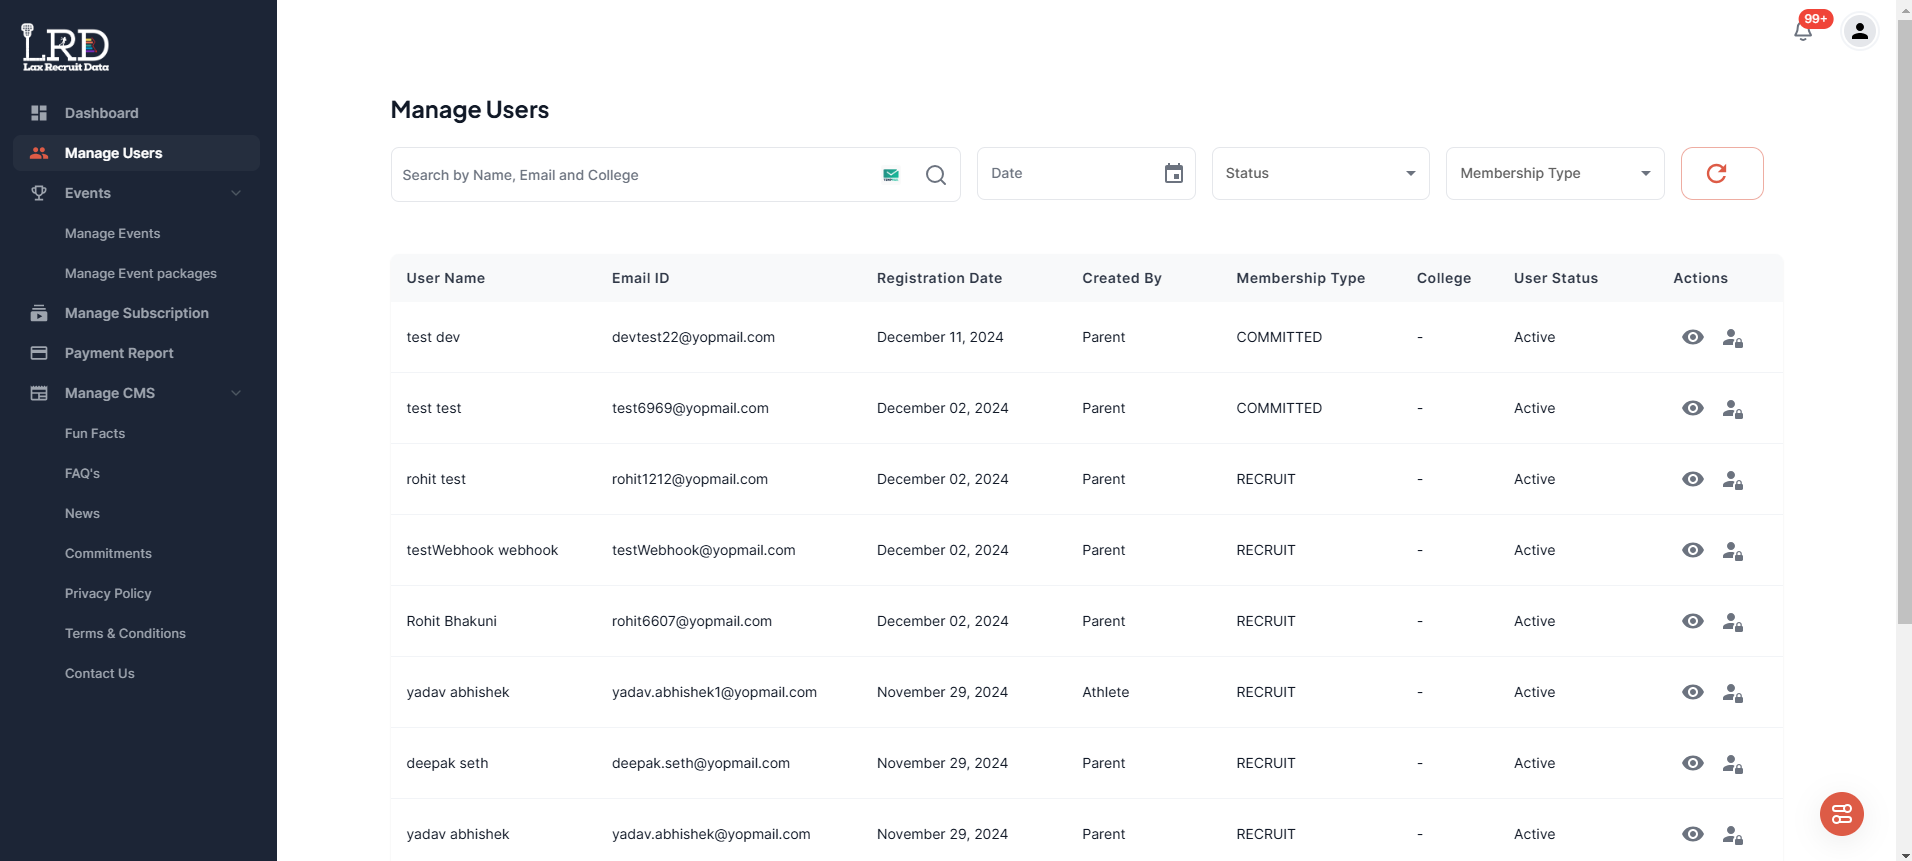 LRD
Lax Recruit Data
Dashboard
Manage Users
Events
Manage Events
Manage Event packages
Manage Subscription
Payment Report
Manage CMS
Fun Facts
FAQ's
News
Commitments
Privacy Policy
Terms & Conditions
Contact Us
99+
Manage Users
Search by Name, Email and College
Date
Status
Membership Type
User Name Email ID Registration Date Created By Membership Type College User Status Actions
test dev devtest22@yopmail.com December 11, 2024 Parent COMMITTED - Active
test test test6969@yopmail.com December 02, 2024 Parent COMMITTED - Active
rohit test rohit1212@yopmail.com December 02, 2024 Parent RECRUIT - Active
testWebhook webhook testWebhook@yopmail.com December 02, 2024 Parent RECRUIT - Active
Rohit Bhakuni rohit6607@yopmail.com December 02, 2024 Parent RECRUIT - Active
yadav abhishek yadav.abhishek1@yopmail.com November 29, 2024 Athlete RECRUIT - Active
deepak seth deepak.seth@yopmail.com November 29, 2024 Parent RECRUIT - Active
yadav abhishek yadav.abhishek@yopmail.com November 29, 2024 Parent RECRUIT - Active